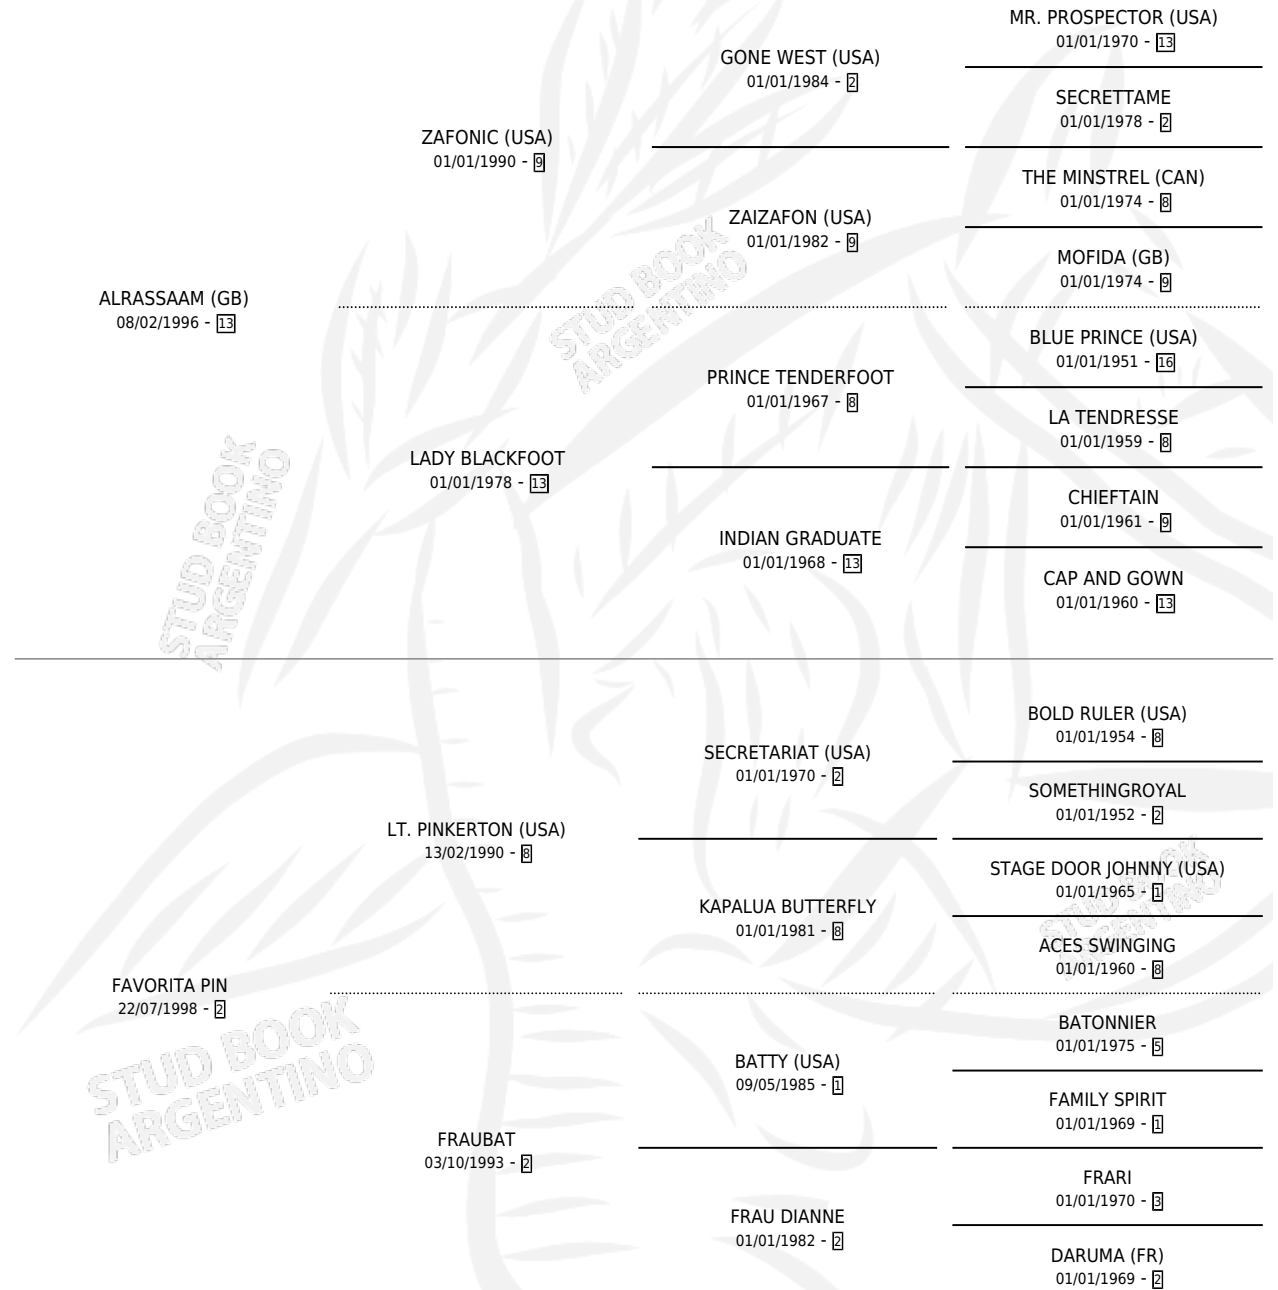 MR. PROSPECTOR (USA)
01/01/1970 - 13
GONE WEST (USA)
01/01/1984 - 2
SECRETTAME
01/01/1978 - 2
ZAFONIC (USA)
01/01/1990 - 9
THE MINSTREL (CAN)
01/01/1974 - 8
ZAIZAFON (USA)
01/01/1982 - 9
MOFIDA (GB)
01/01/1974 - 9
ALRASSAAM (GB)
08/02/1996 - 13
BLUE PRINCE (USA)
01/01/1951 - 16
PRINCE TENDERFOOT
01/01/1967 - 8
LA TENDRESSE
01/01/1959 - 8
LADY BLACKFOOT
01/01/1978 - 13
CHIEFTAIN
01/01/1961 - 9
INDIAN GRADUATE
01/01/1968 - 13
CAP AND GOWN
01/01/1960 - 13
BOLD RULER (USA)
01/01/1954 - 8
SECRETARIAT (USA)
01/01/1970 - 2
SOMETHINGROYAL
01/01/1952 - 2
LT. PINKERTON (USA)
13/02/1990 - 8
STAGE DOOR JOHNNY (USA)
01/01/1965 - 1
KAPALUA BUTTERFLY
01/01/1981 - 8
ACES SWINGING
01/01/1960 - 8
FAVORITA PIN
22/07/1998 - 2
BATONNIER
01/01/1975 - 5
BATTY (USA)
09/05/1985 - 1
FAMILY SPIRIT
01/01/1969 - 1
FRAUBAT
03/10/1993 - 2
FRARI
01/01/1970 - 3
FRAU DIANNE
01/01/1982 - 2
DARUMA (FR)
01/01/1969 - 2
STUD BOOK
ARGENTINO
STUD BOOK
ARGENTINO
STUD BOOK
ARGENTINO
STUD BOOK
ARGENTINO